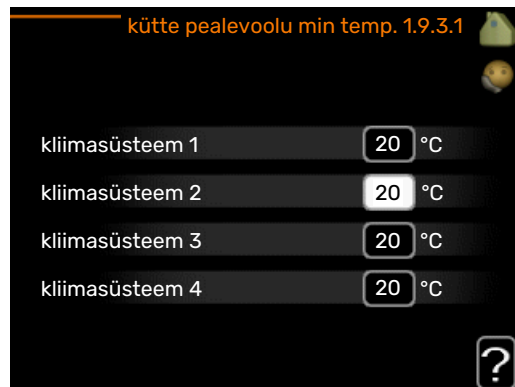 kütte pealevoolu min temp. 1.9.3.1
kliimasüsteem 1 20 °C
kliimasüsteem 2 20 °C
kliimasüsteem 3 20 °C
kliimasüsteem 4 20 °C
?